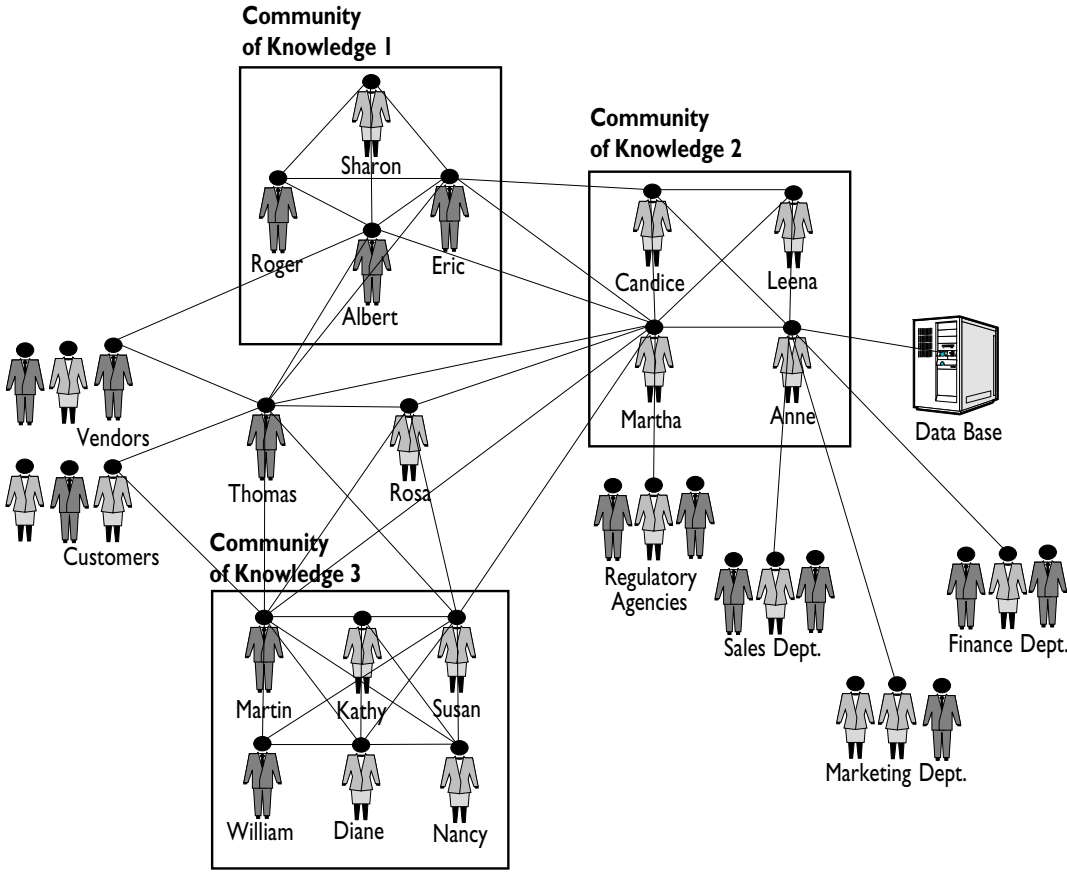 Community
of Knowledge 1
Sharon
Roger
Eric
Albert
Community
of Knowledge 2
Candice
Leena
Martha
Anne
Data Base
Vendors
Customers
Thomas
Rosa
Regulatory
Agencies
Sales Dept.
Finance Dept.
Marketing Dept.
Community
of Knowledge 3
Martin
Kathy
Susan
William
Diane
Nancy